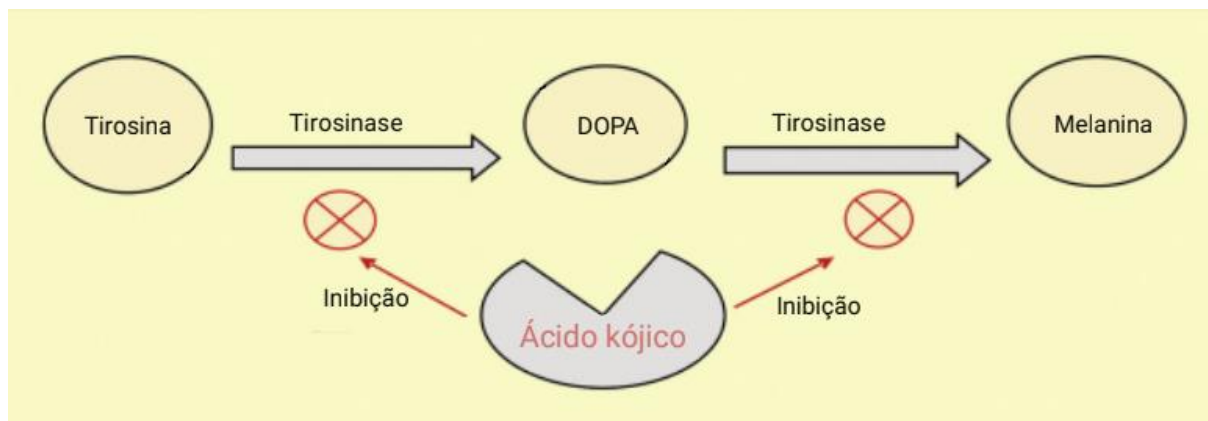 Tirosina
Tirosinase
DOPA
Tirosinase
Melanina
Inibição
Ácido kójico
Inibição